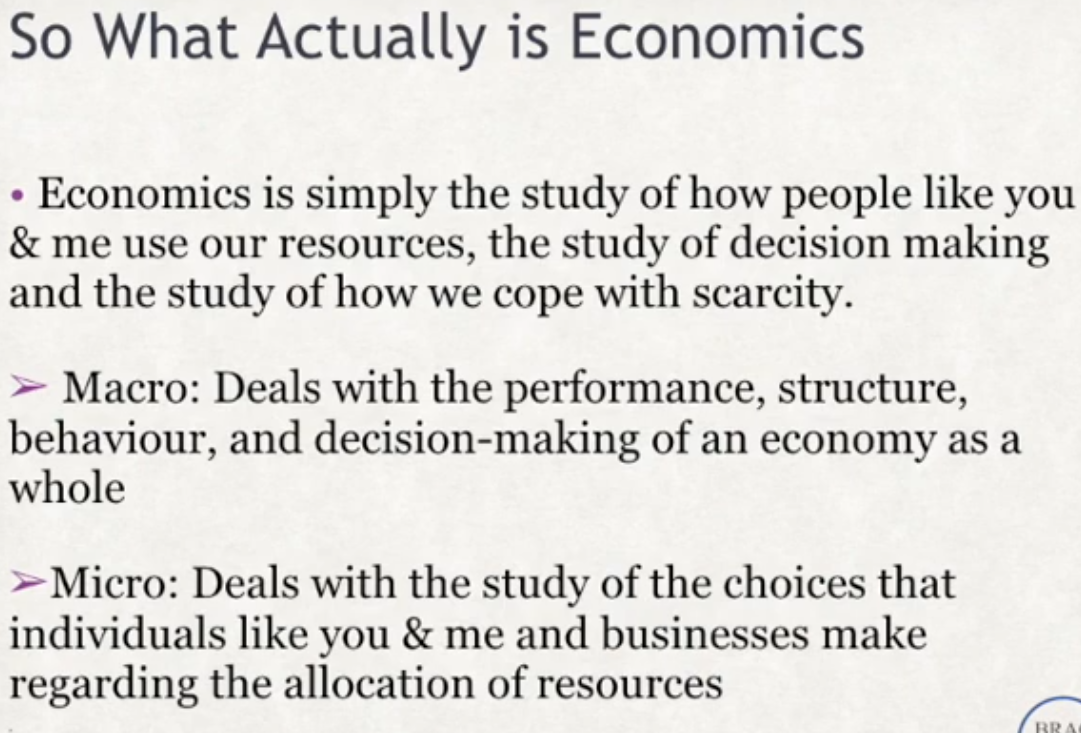 So What Actually is Economics
• Economics is simply the study of how people like you
& me use our resources, the study of decision making
and the study of how we cope with scarcity.
➢ Macro: Deals with the performance, structure,
behaviour, and decision-making of an economy as a
whole
➢Micro: Deals with the study of the choices that
individuals like you & me and businesses make
regarding the allocation of resources